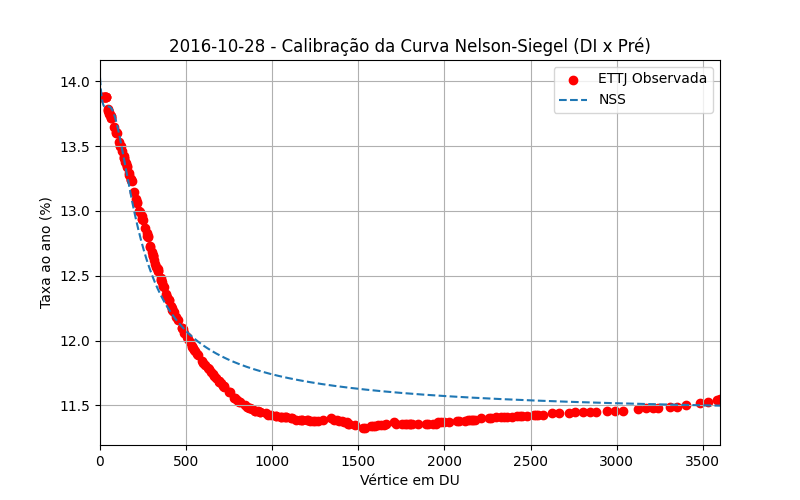 2016-10-28 - Calibração da Curva Nelson-Siegel (DI x Pré)
ETTJ Observada
NSS
Taxa ao ano (%)
14.0
13.5
13.0
12.5
12.0
11.5
0 500 1000 1500 2000 2500 3000 3500
Vértice em DU